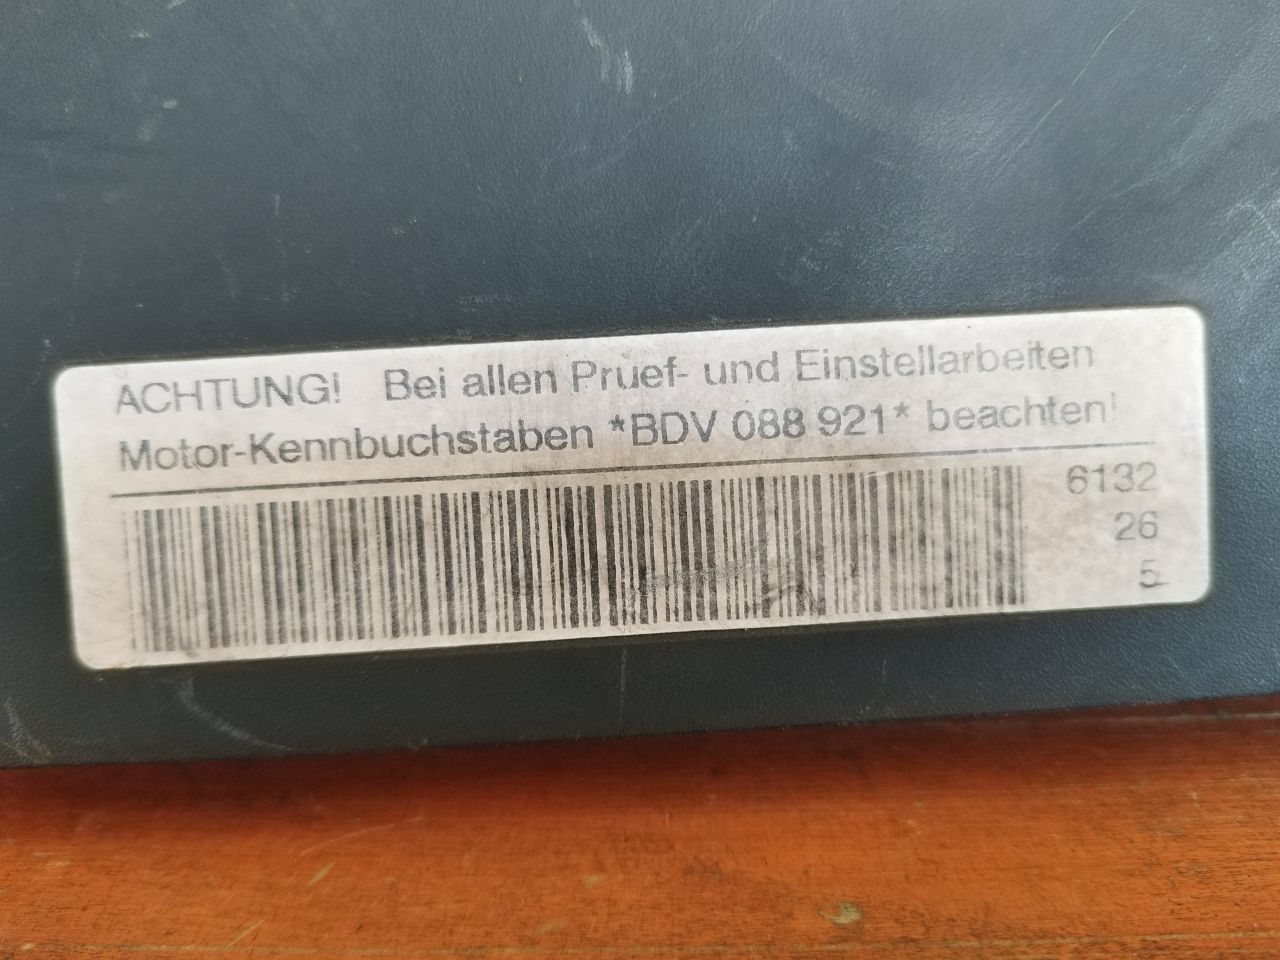 ACHTUNG! Bei allen Pruef- und Einstellarbeiten
Motor-Kennbuchstaben *BDV 088 921* beachten!
6132
26
5